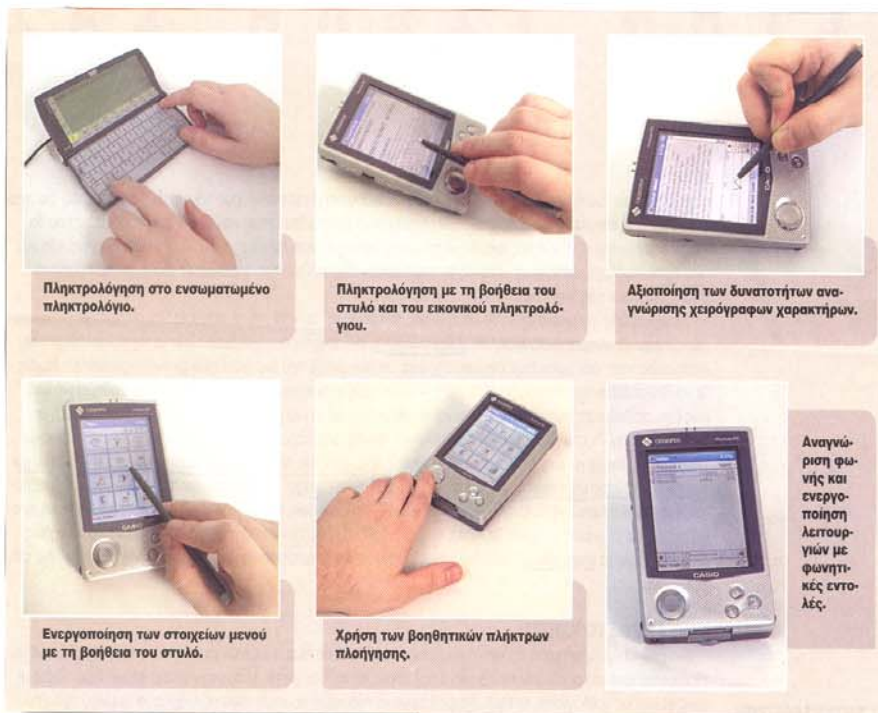 Πληκτρολόγηση στο ενσωματωμένο
πληκτρολόγιο.
Πληκτρολόγηση με τη βοήθεια του
στυλό και του εικονικού πληκτρολό-
γιου.
Αξιοποίηση των δυνατοτήτων ανα-
γνώρισης χειρόγραφων χαρακτήρων.
Ενεργοποίηση των στοιχείων μενού
με τη βοήθεια του στυλό.
Χρήση των βοηθητικών πλήκτρων
πλοήγησης.
CASSIOPEIA
CASIO
Αναγνώ-
ριση φω-
νής και
ενεργο-
ποίηση
λειτουρ-
γιών με
φωνητι-
κές εντο-
λές.